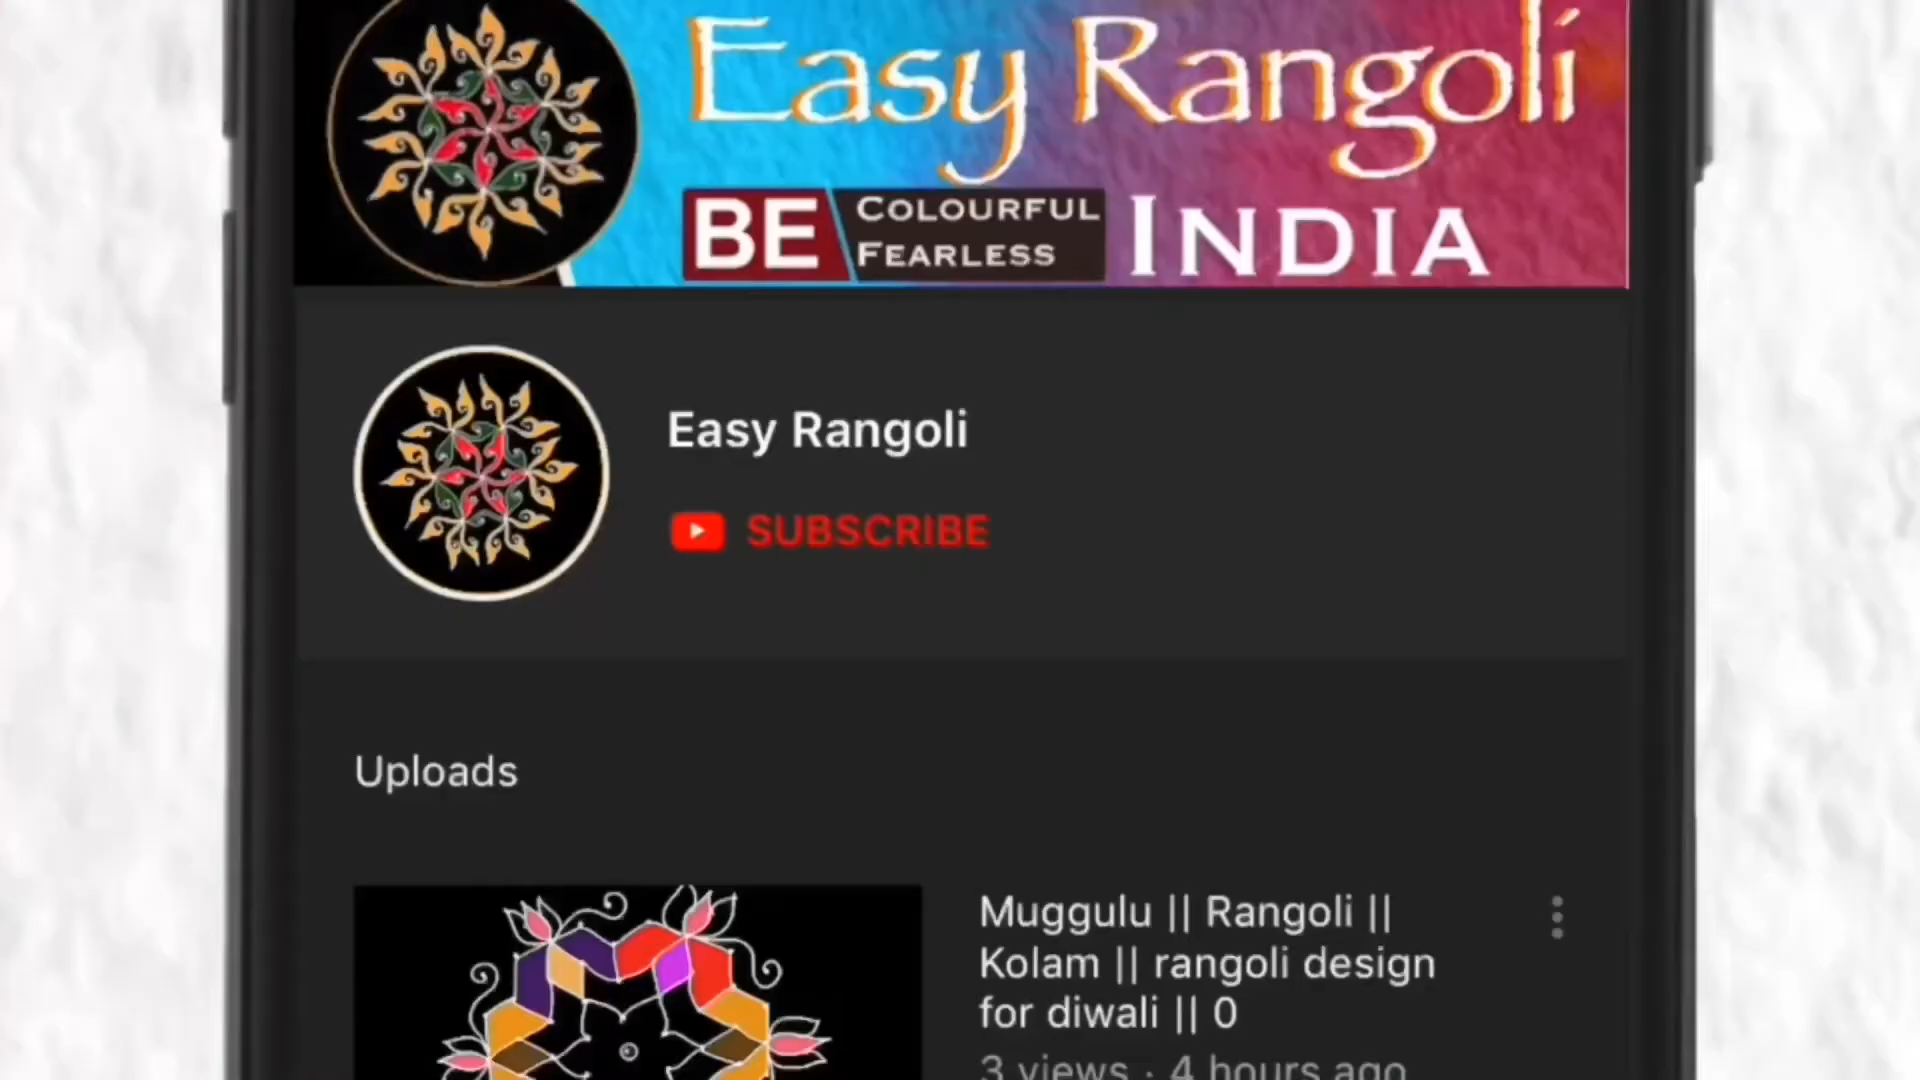 Easy Rangoli
BE COLOURFUL FEARLESS INDIA
Easy Rangoli
SUBSCRIBE
Uploads
Muggulu || Rangoli ||
Kolam || rangoli design
for diwali || 0
3 views · 4 hours ago